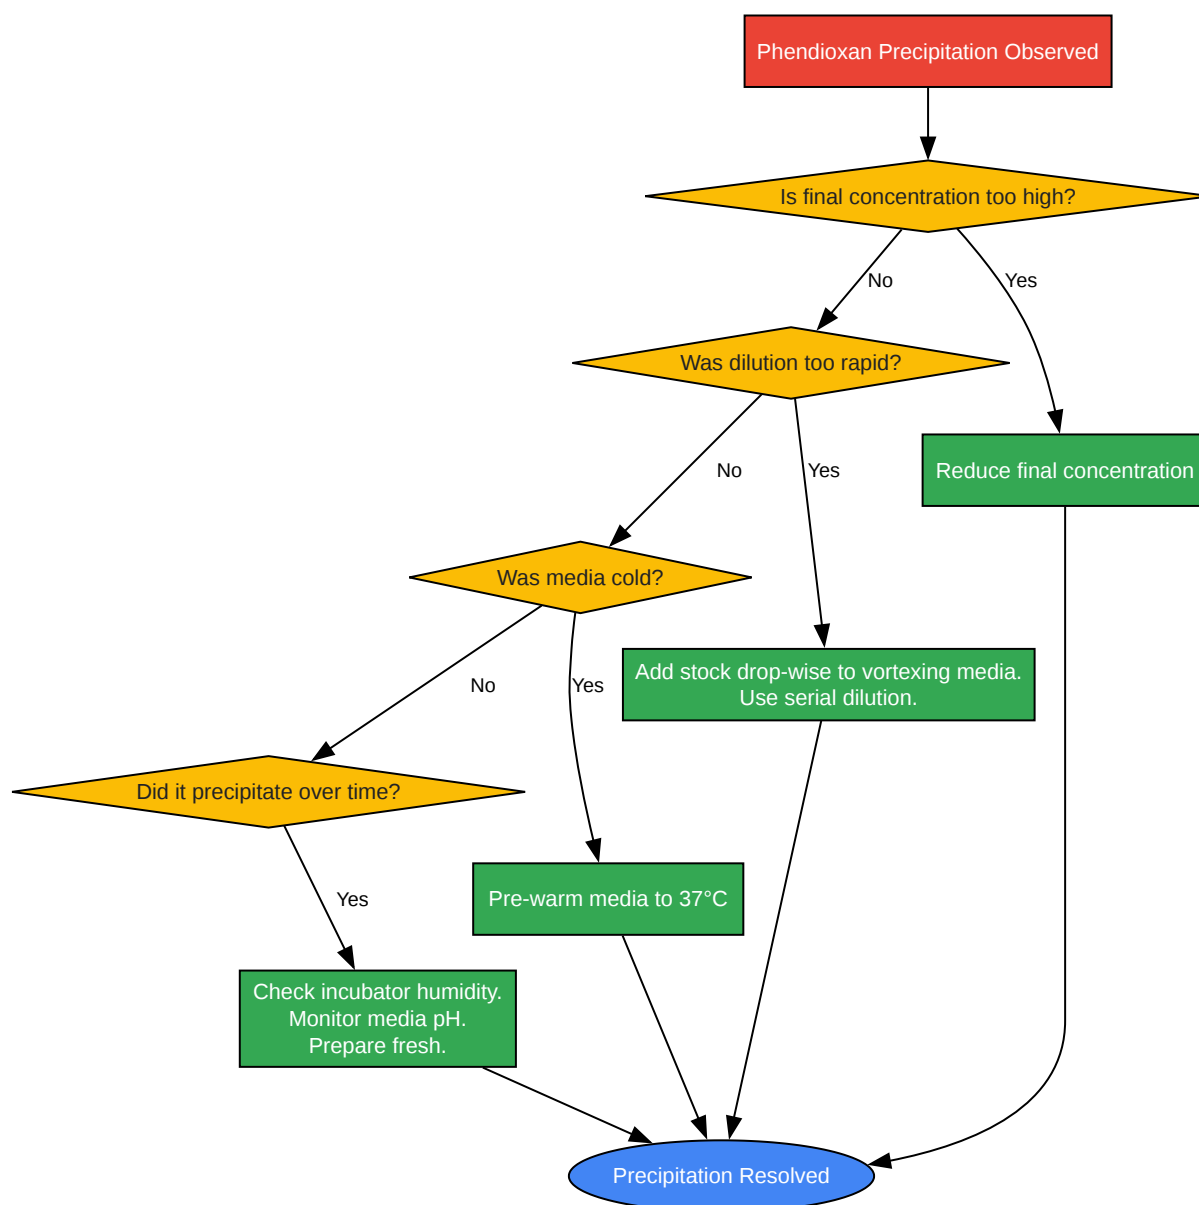 Phendioxan Precipitation Observed
Is final concentration too high?
No
Yes
Was dilution too rapid?
No
Yes
Reduce final concentration
Was media cold?
No
Yes
Add stock drop-wise to vortexing media.
Use serial dilution.
Did it precipitate over time?
Yes
Pre-warm media to 37°C
Check incubator humidity.
Monitor media pH.
Prepare fresh.
Precipitation Resolved